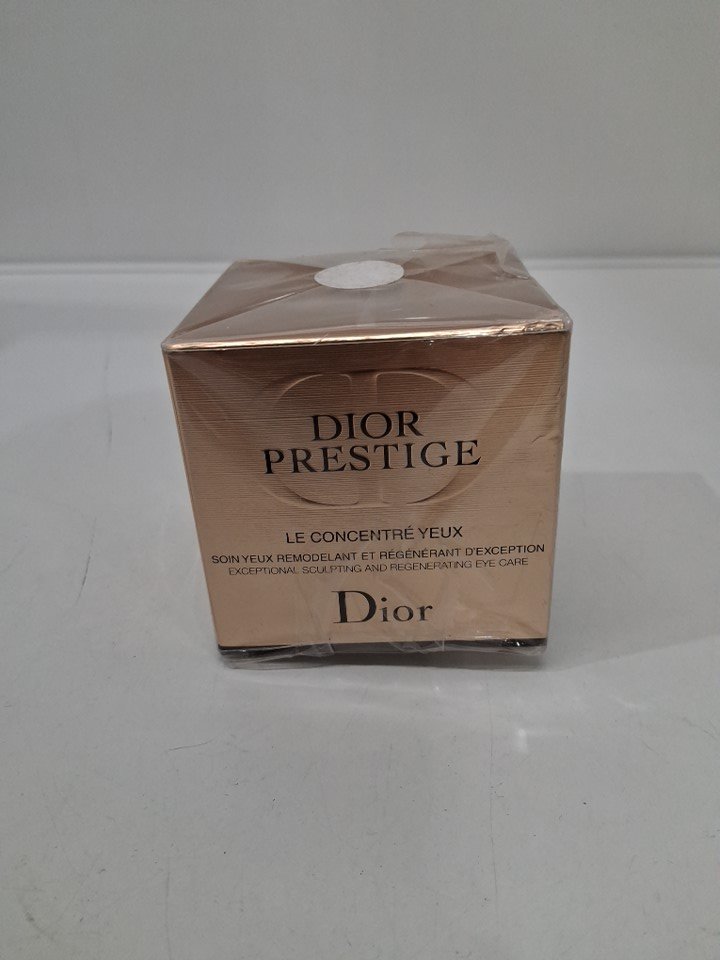 DIOR
PRESTIGE
LE CONCENTRÉ YEUX
SOIN YEUX REMODELANT ET RÉGÉNÉRANT D'EXCEPTION
EXCEPTIONAL SCULPTING AND REGENERATING EYE CARE
Dior